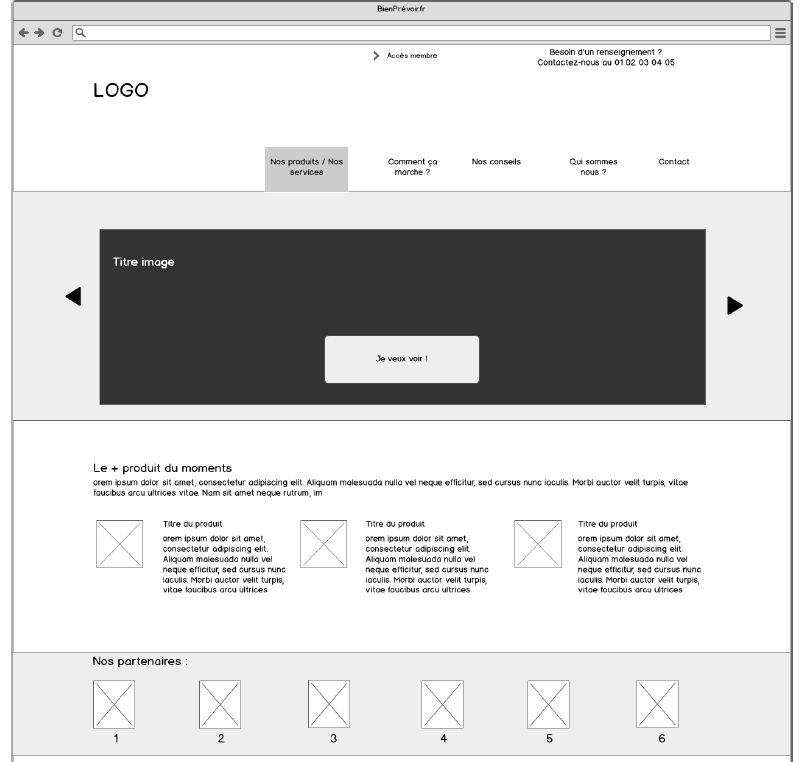 BienPrévoir.fr
Accès membre
Besoin d'un renseignement ?
Contactez-nous au 01 02 03 04 05
LOGO
Nos produits / Nos
services
Comment ça
marche ?
Nos conseils
Qui sommes
nous ?
Contact
Titre image
Je veux voir !
Le + produit du moments
orem ipsum dolor sit amet, consectetur adipiscing elit. Aliquam malesuada nulla vel neque efficitur, sed cursus nunc iaculis. Morbi auctor velit turpis, vitae
faucibus arcu ultrices vitae. Nam sit amet neque rutrum, im
Titre du produit
orem ipsum dolor sit amet,
consectetur adipiscing elit.
Aliquam malesuada nulla vel
neque efficitur, sed cursus nunc
iaculis. Morbi auctor velit turpis,
vitae faucibus arcu ultrices
Titre du produit
orem ipsum dolor sit amet,
consectetur adipiscing elit.
Aliquam malesuada nulla vel
neque efficitur, sed cursus nunc
iaculis. Morbi auctor velit turpis,
vitae faucibus arcu ultrices
Titre du produit
orem ipsum dolor sit amet,
consectetur adipiscing elit.
Aliquam malesuada nulla vel
neque efficitur, sed cursus nunc
iaculis. Morbi auctor velit turpis,
vitae faucibus arcu ultrices
Nos partenaires :
1 2 3 4 5 6